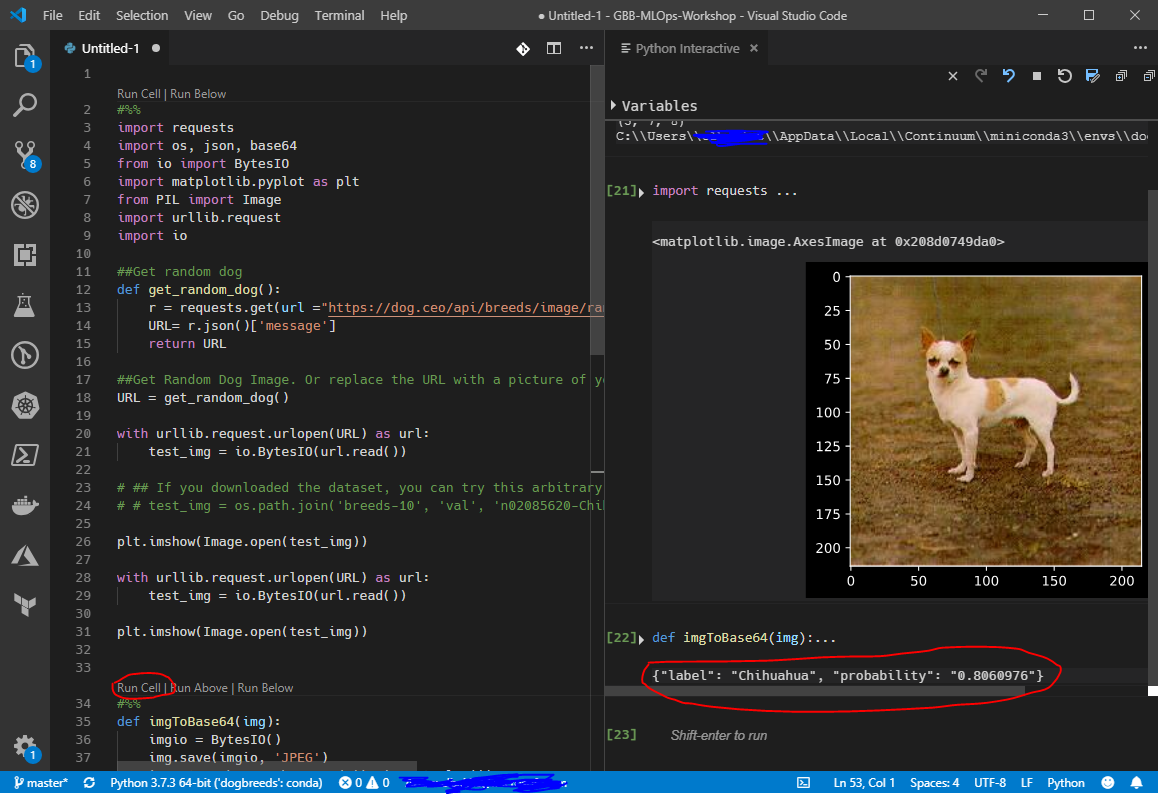 File Edit Selection View Go Debug Terminal Help
● Untitled-1 - GBB-MLOps-Workshop - Visual Studio Code
Untitled-1 ●
1
Run Cell | Run Below
2 #%%
3 import requests
4 import os, json, base64
5 from io import BytesIO
6 import matplotlib.pyplot as plt
7 from PIL import Image
8 import urllib.request
9 import io
10
11 ##Get random dog
12 def get_random_dog():
13 r = requests.get(url ="https://dog.ceo/api/breeds/image/ra
14 URL= r.json()['message']
15 return URL
16
17 ##Get Random Dog Image. Or replace the URL with a picture of y
18 URL = get_random_dog()
19
20 with urllib.request.urlopen(URL) as url:
21 test_img = io.BytesIO(url.read())
22
23 # ## If you downloaded the dataset, you can try this arbitrary
24 # # test_img = os.path.join('breeds-10', 'val', 'n02085620-Chi
25
26 plt.imshow(Image.open(test_img))
27
28 with urllib.request.urlopen(URL) as url:
29 test_img = io.BytesIO(url.read())
30
31 plt.imshow(Image.open(test_img))
32
33
Run Cell | Run Above | Run Below
34 #%%
35 def imgToBase64(img):
36 imgio = BytesIO()
37 img.save(imgio, 'JPEG')
Python Interactive ×
Variables
C:\\Users\\ \\AppData\\Local\\Continuum\\miniconda3\\envs\\do
[21] import requests ...
<matplotlib.image.AxesImage at 0x208d0749da0>
0
25
50
75
100
125
150
175
200
0 50 100 150 200
[22] def imgToBase64(img):...
{"label": "Chihuahua", "probability": "0.8060976"}
[23] Shift-enter to run
1
8
1
master* Python 3.7.3 64-bit ('dogbreeds': conda) 0 0
Ln 53, Col 1 Spaces: 4 UTF-8 LF Python